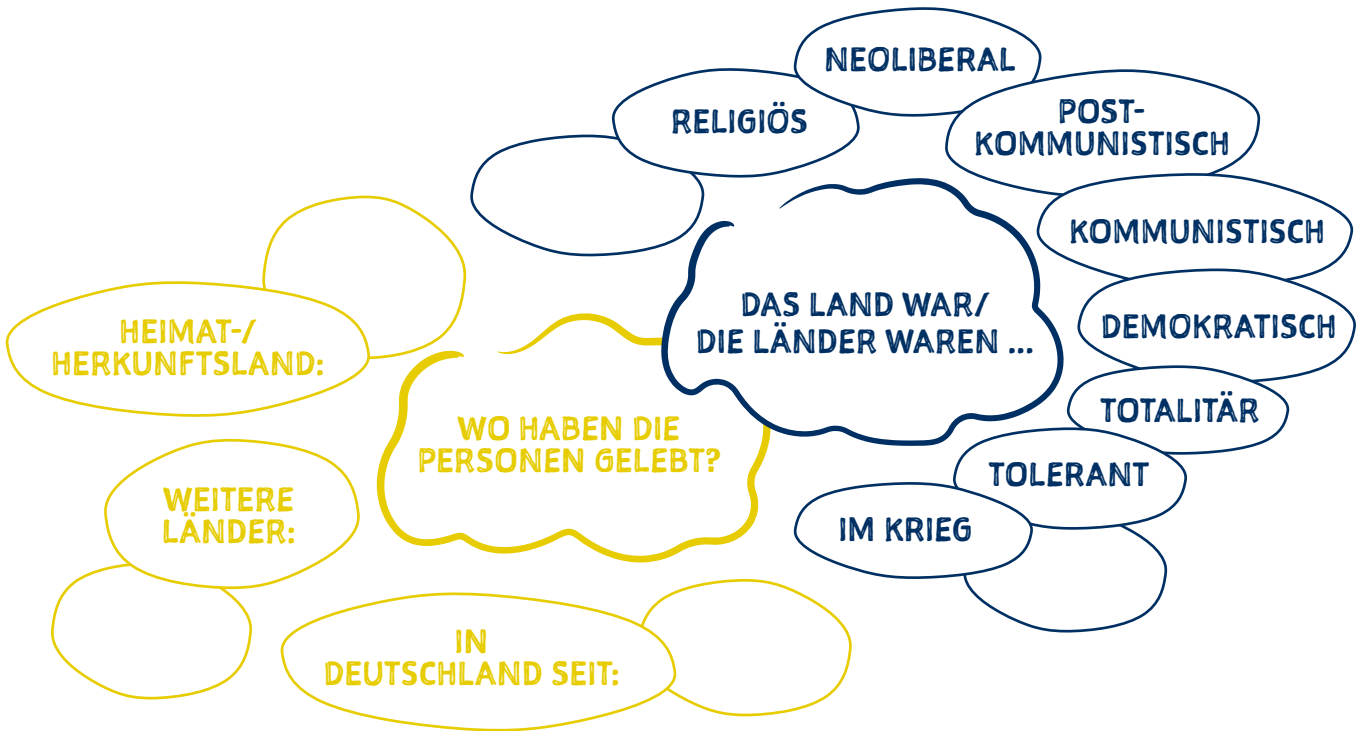 NEOLIBERAL
RELIGIÖS
POST-
KOMMUNISTISCH
KOMMUNISTISCH
DAS LAND WAR/
DIE LÄNDER WAREN ...
DEMOKRATISCH
TOTALITÄR
TOLERANT
IM KRIEG
HEIMAT-/
HERKUNFTSLAND:
WO HABEN DIE
PERSONEN GELEBT?
WEITERE
LÄNDER:
IN
DEUTSCHLAND SEIT: